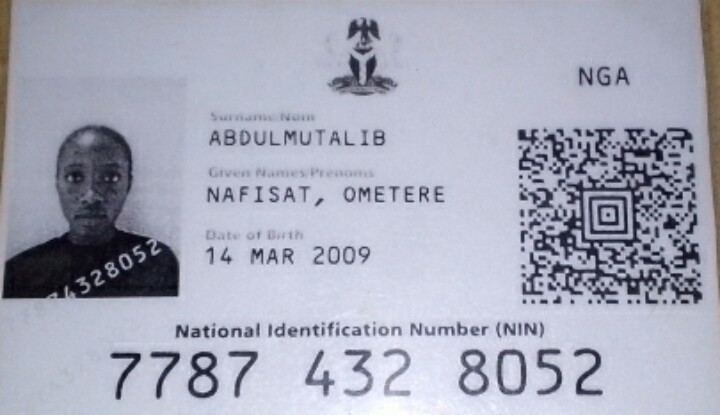 NGA
Surname/Nom
ABDULMUTALIB
Given Names/Prenoms
NAFISAT, OMETERE
Date of Birth
14 MAR 2009
National Identification Number (NIN)
7787 432 8052